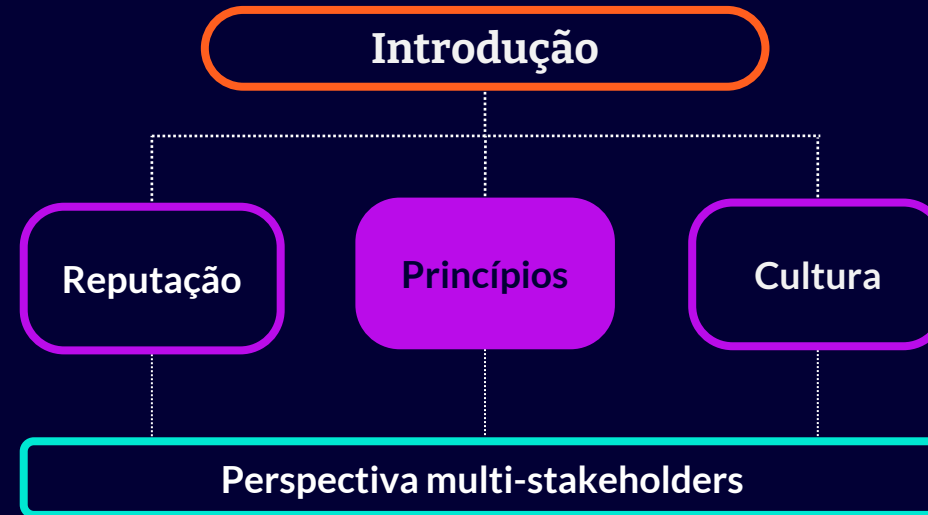 Introdução
Reputação
Princípios
Cultura
Perspectiva multi-stakeholders